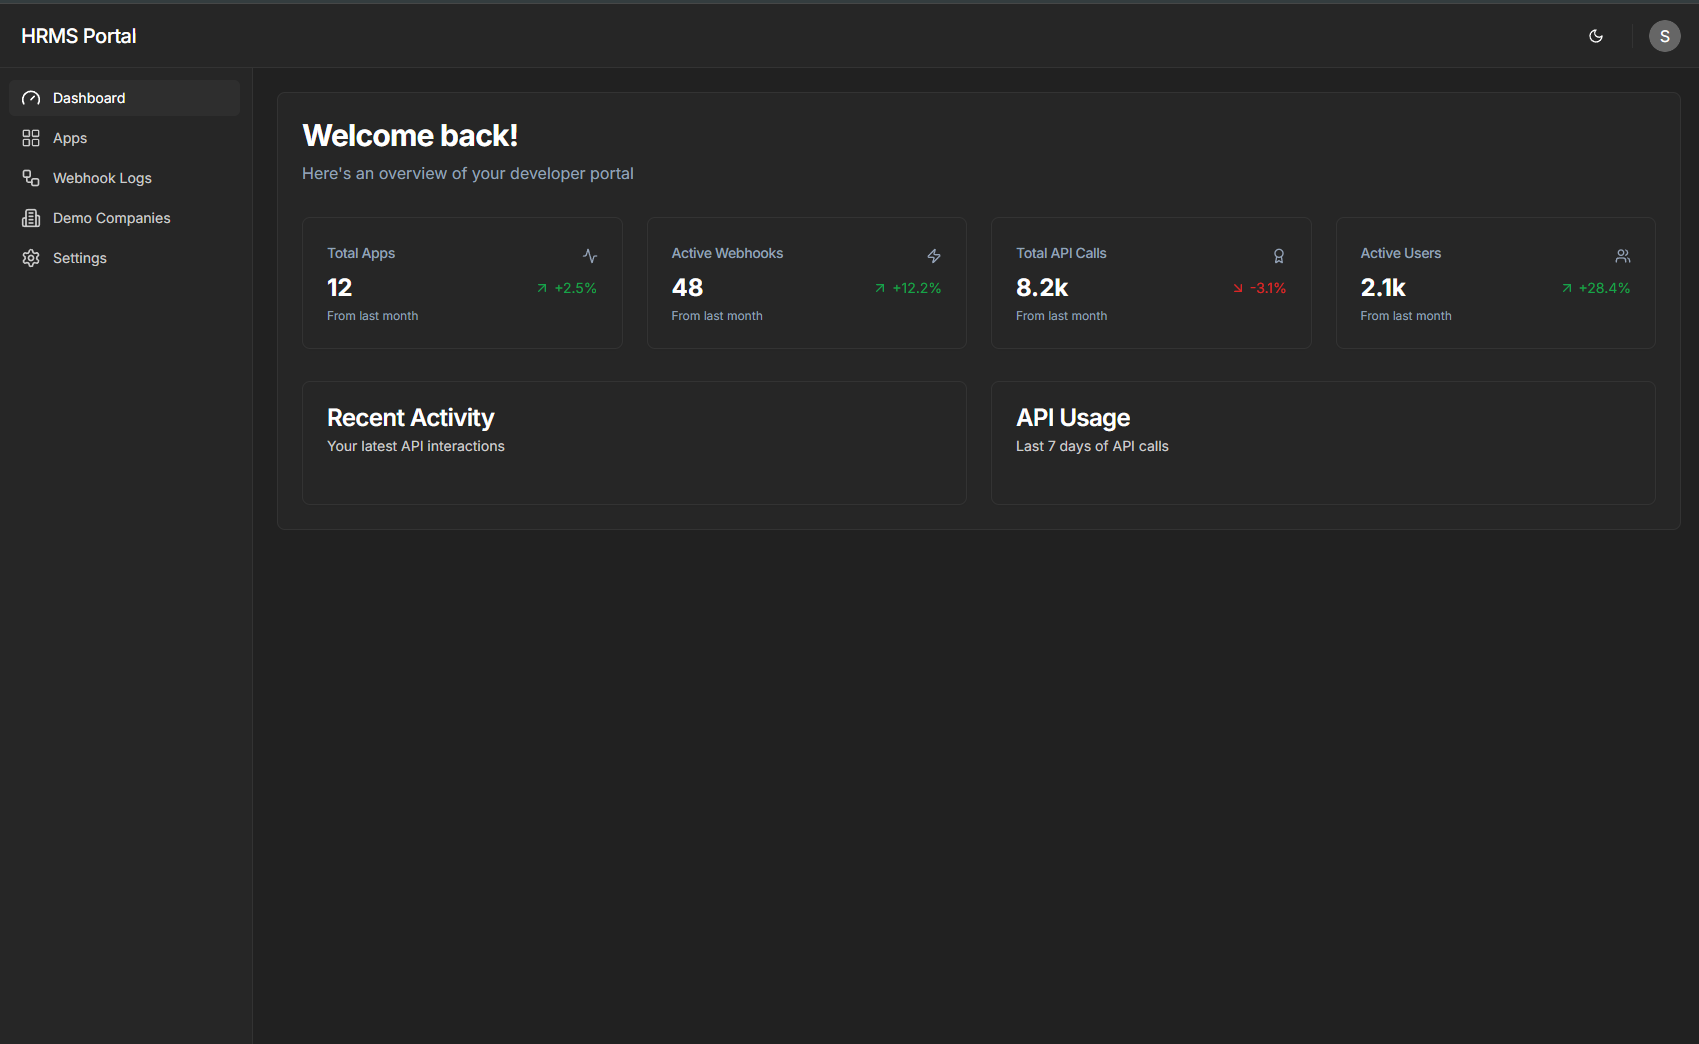 HRMS Portal
S
Dashboard
Apps
Webhook Logs
Demo Companies
Settings
Welcome back!
Here's an overview of your developer portal
Total Apps
12
+2.5%
From last month
Active Webhooks
48
+12.2%
From last month
Total API Calls
8.2k
-3.1%
From last month
Active Users
2.1k
+28.4%
From last month
Recent Activity
Your latest API interactions
API Usage
Last 7 days of API calls